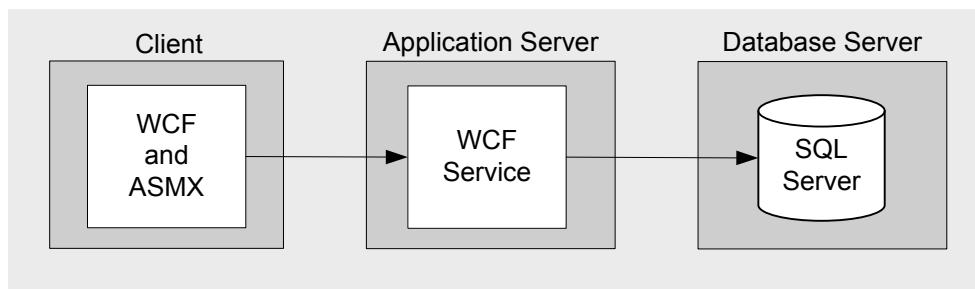 Client
Application Server
Database Server
WCF
and
ASMX
WCF
Service
SQL
Server